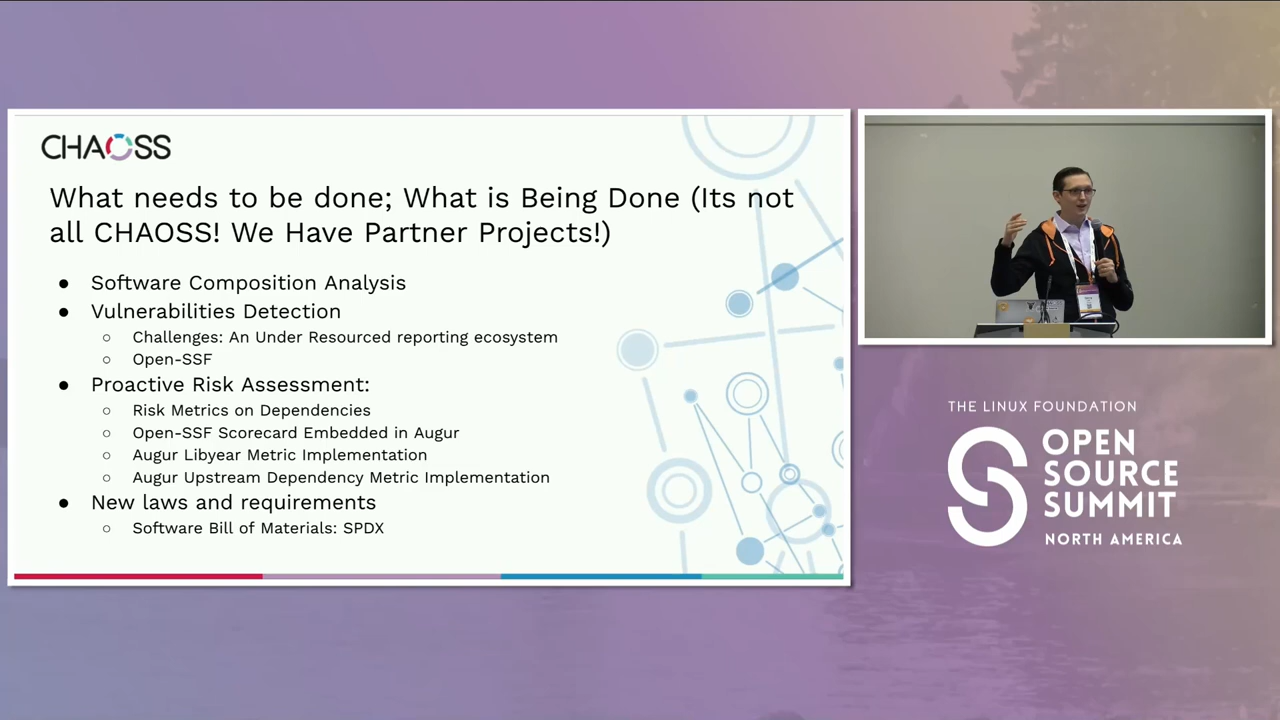 CHAOSS
What needs to be done; What is Being Done (Its not
all CHAOSS! We Have Partner Projects!)
● Software Composition Analysis
● Vulnerabilities Detection
○ Challenges: An Under Resourced reporting ecosystem
○ Open-SSF
● Proactive Risk Assessment:
○ Risk Metrics on Dependencies
○ Open-SSF Scorecard Embedded in Augur
○ Augur Libyear Metric Implementation
○ Augur Upstream Dependency Metric Implementation
● New laws and requirements
○ Software Bill of Materials: SPDX
THE LINUX FOUNDATION
OPEN
SOURCE
SUMMIT
NORTH AMERICA